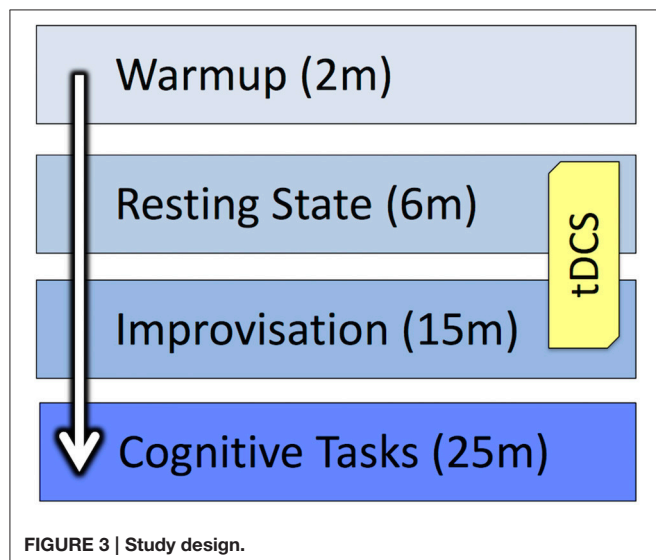 Warmup (2m)
Resting State (6m)
tDCS
Improvisation (15m)
Cognitive Tasks (25m)
FIGURE 3 | Study design.